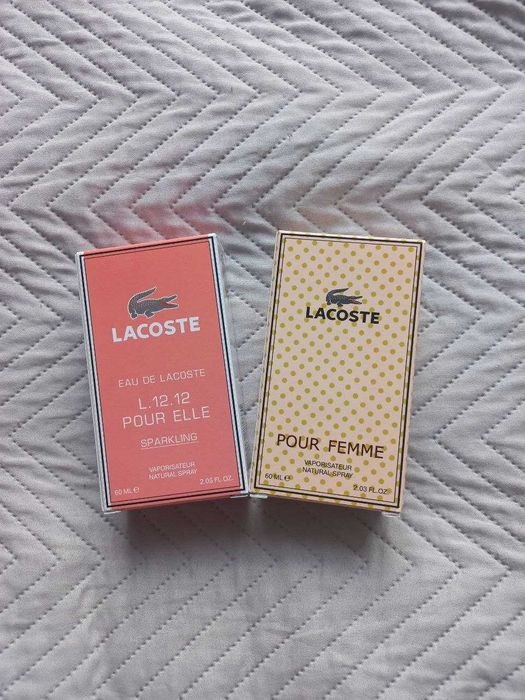 LACOSTE
EAU DE LACOSTE
L.12.12
POUR ELLE
SPARKLING
VAPORISATEUR
NATURAL SPRAY
60 ML e 2.03 FL.OZ.
LACOSTE
POUR FEMME
VAPORISATEUR
NATURAL SPRAY
60 ML e 2.03 FL.OZ.